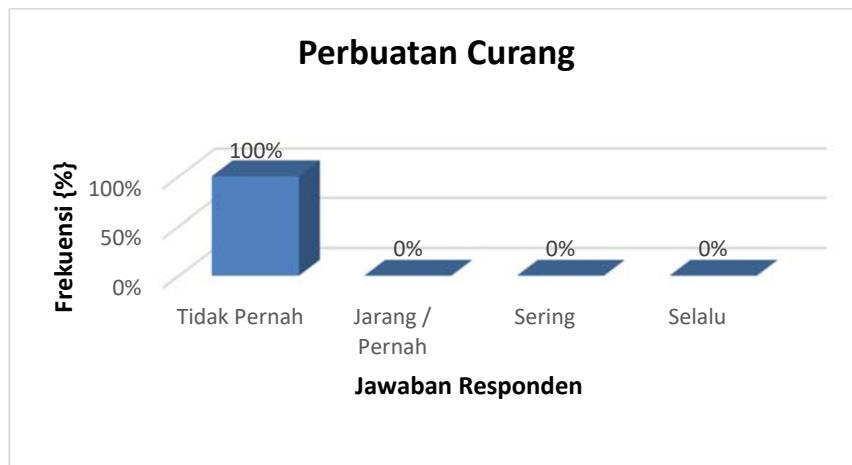 Perbuatan Curang
Frekuensi {%}
100%
50%
0%
100%
0%
0%
0%
Tidak Pernah
Jarang /
Pernah
Sering
Selalu
Jawaban Responden